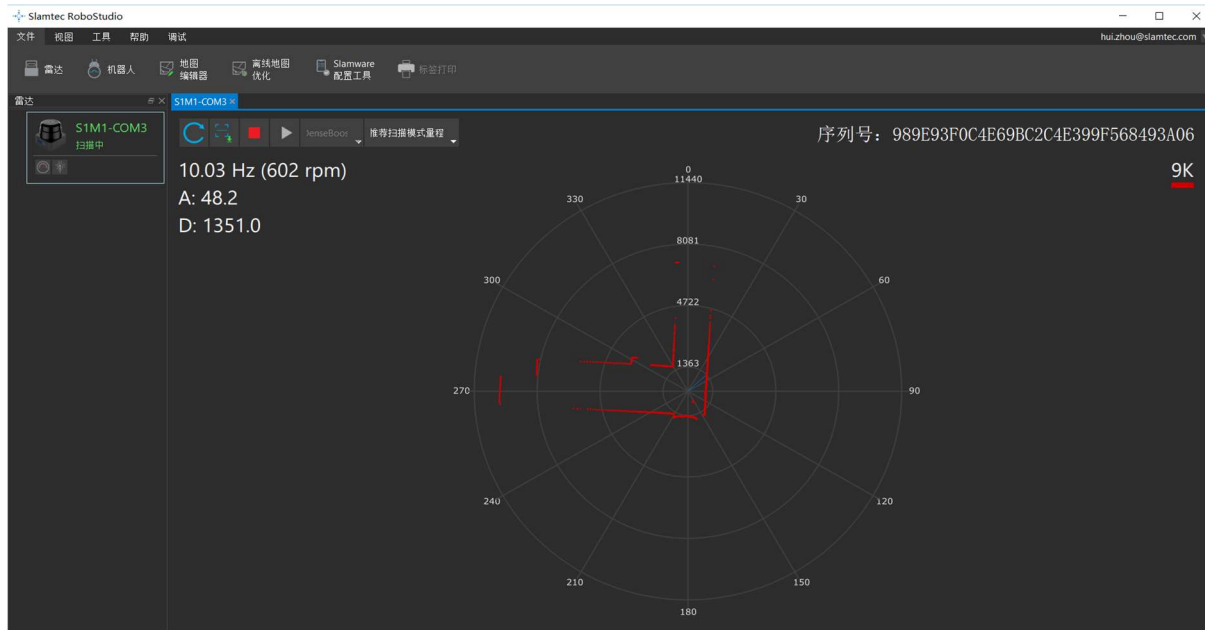 Slamtec RoboStudio
文件 视图 工具 帮助 调试
hui.zhou@slamtec.com
雷达
机器人
地图
编辑器
离线地图
优化
Slamware
配置工具
标签打印
雷达
S1M1-COM3
S1M1-COM3
扫描中
DenseBoos
推荐扫描模式量程
序列号: 989E93F0C4E69BC2C4E399F568493A06
10.03 Hz (602 rpm)
9K
A: 48.2
D: 1351.0
0
11440
330
30
8081
300
60
4722
1363
270
90
240
120
210
150
180